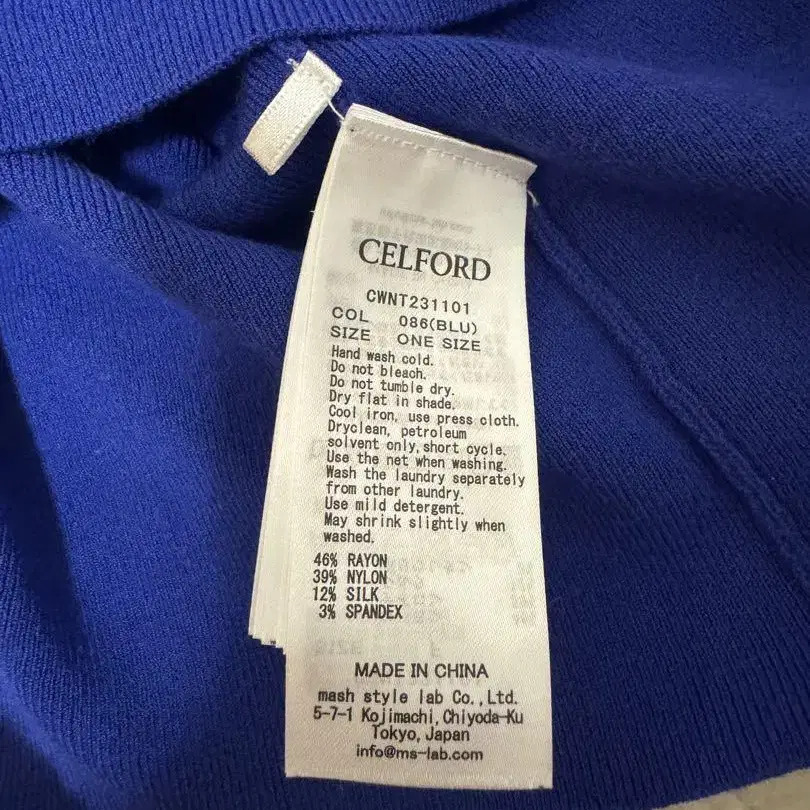 CELFORD
CWNT231101
COL 086(BLU)
SIZE ONE SIZE
Hand wash cold.
Do not bleach.
Do not tumble dry.
Dry flat in shade.
Cool iron, use press cloth.
Dryclean, petroleum
solvent only, short cycle.
Use the net when washing.
Wash the laundry separately
from other laundry.
Use mild detergent.
May shrink slightly when
washed.
46% RAYON
39% NYLON
12% SILK
3% SPANDEX
MADE IN CHINA
mash style lab Co.,Ltd.
5-7-1 Kojimachi,Chiyoda-Ku
Tokyo,Japan
info@ms-lab.com